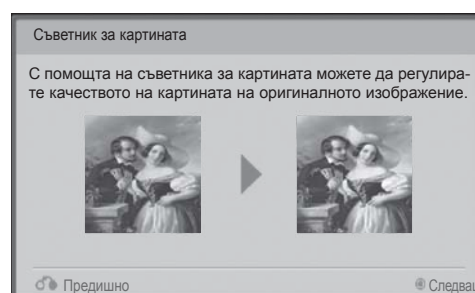 Съветник за картината
С помощта на съветника за картината можете да регулира-
те качеството на картината на оригиналното изображение.
Предишно